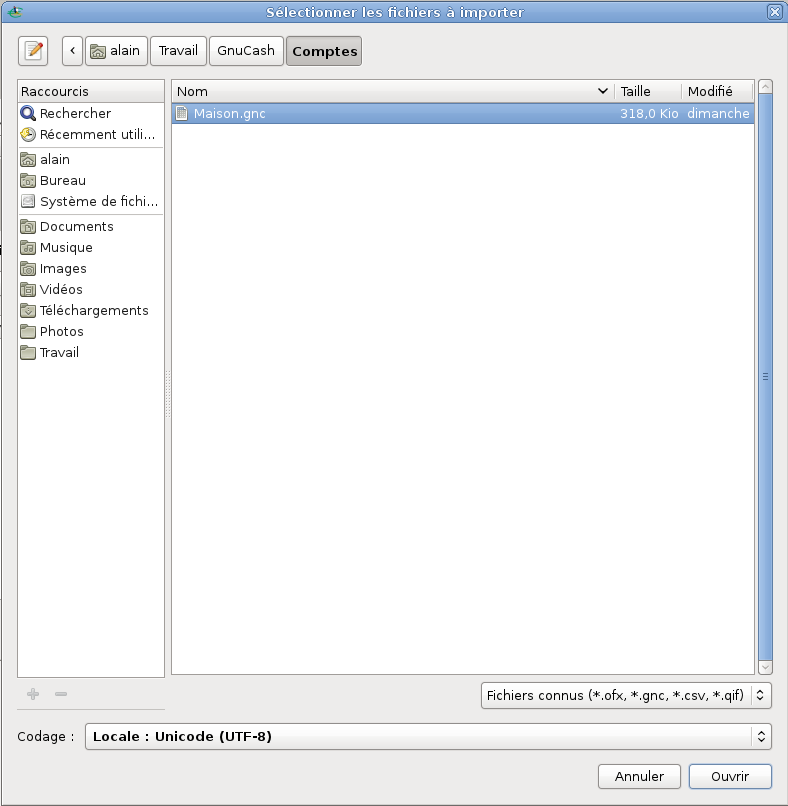 Sélectionner les fichiers à importer
alain Travail GnuCash Comptes
Raccourcis
Rechercher
Récemment utili...
alain
Bureau
Système de fichi...
Documents
Musique
Images
Vidéos
Téléchargements
Photos
Travail
Nom Taille Modifié
Maison.gnc 318,0 Kio dimanche
Fichiers connus (*.ofx, *.gnc, *.csv, *.qif)
Codage : Locale : Unicode (UTF-8)
Annuler Ouvrir